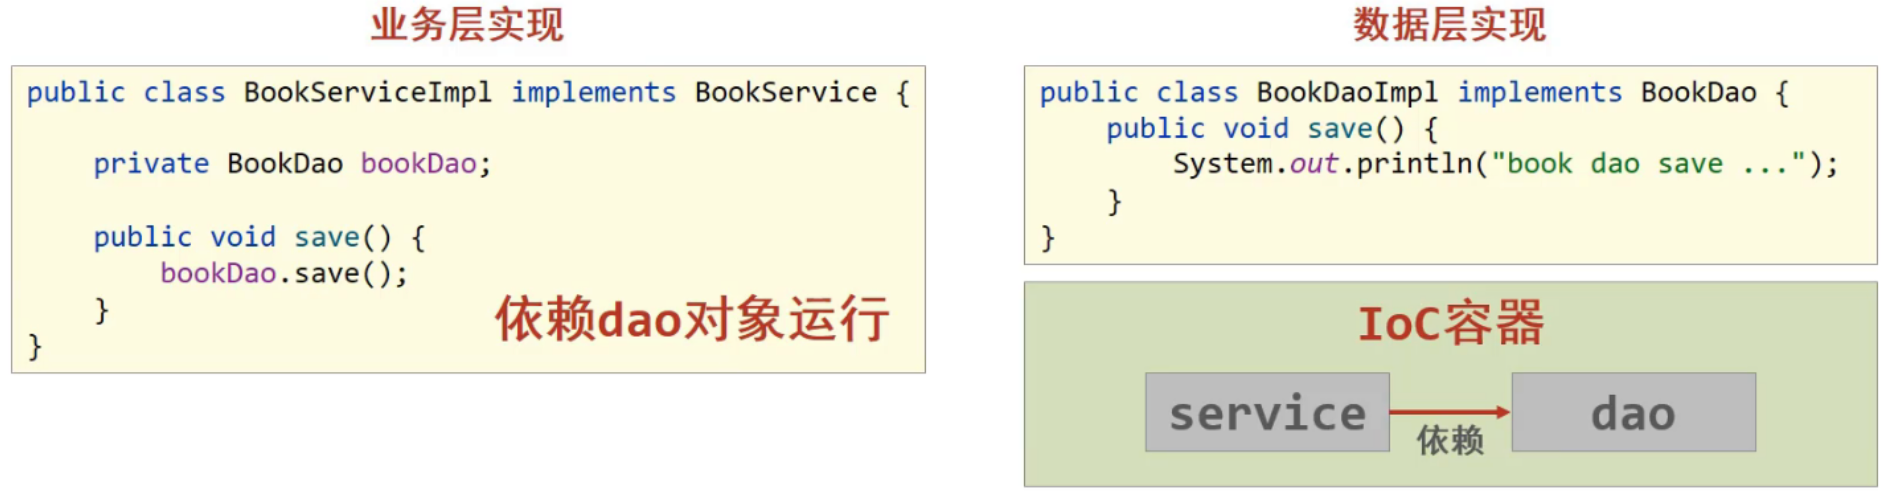 业务层实现
public class BookServiceImpl implements BookService {
private BookDao bookDao;
public void save() {
bookDao.save();
}
}
依赖dao对象运行
数据层实现
public class BookDaoImpl implements BookDao {
public void save() {
System.out.println("book dao save ...");
}
}
IoC容器
service
依赖
dao